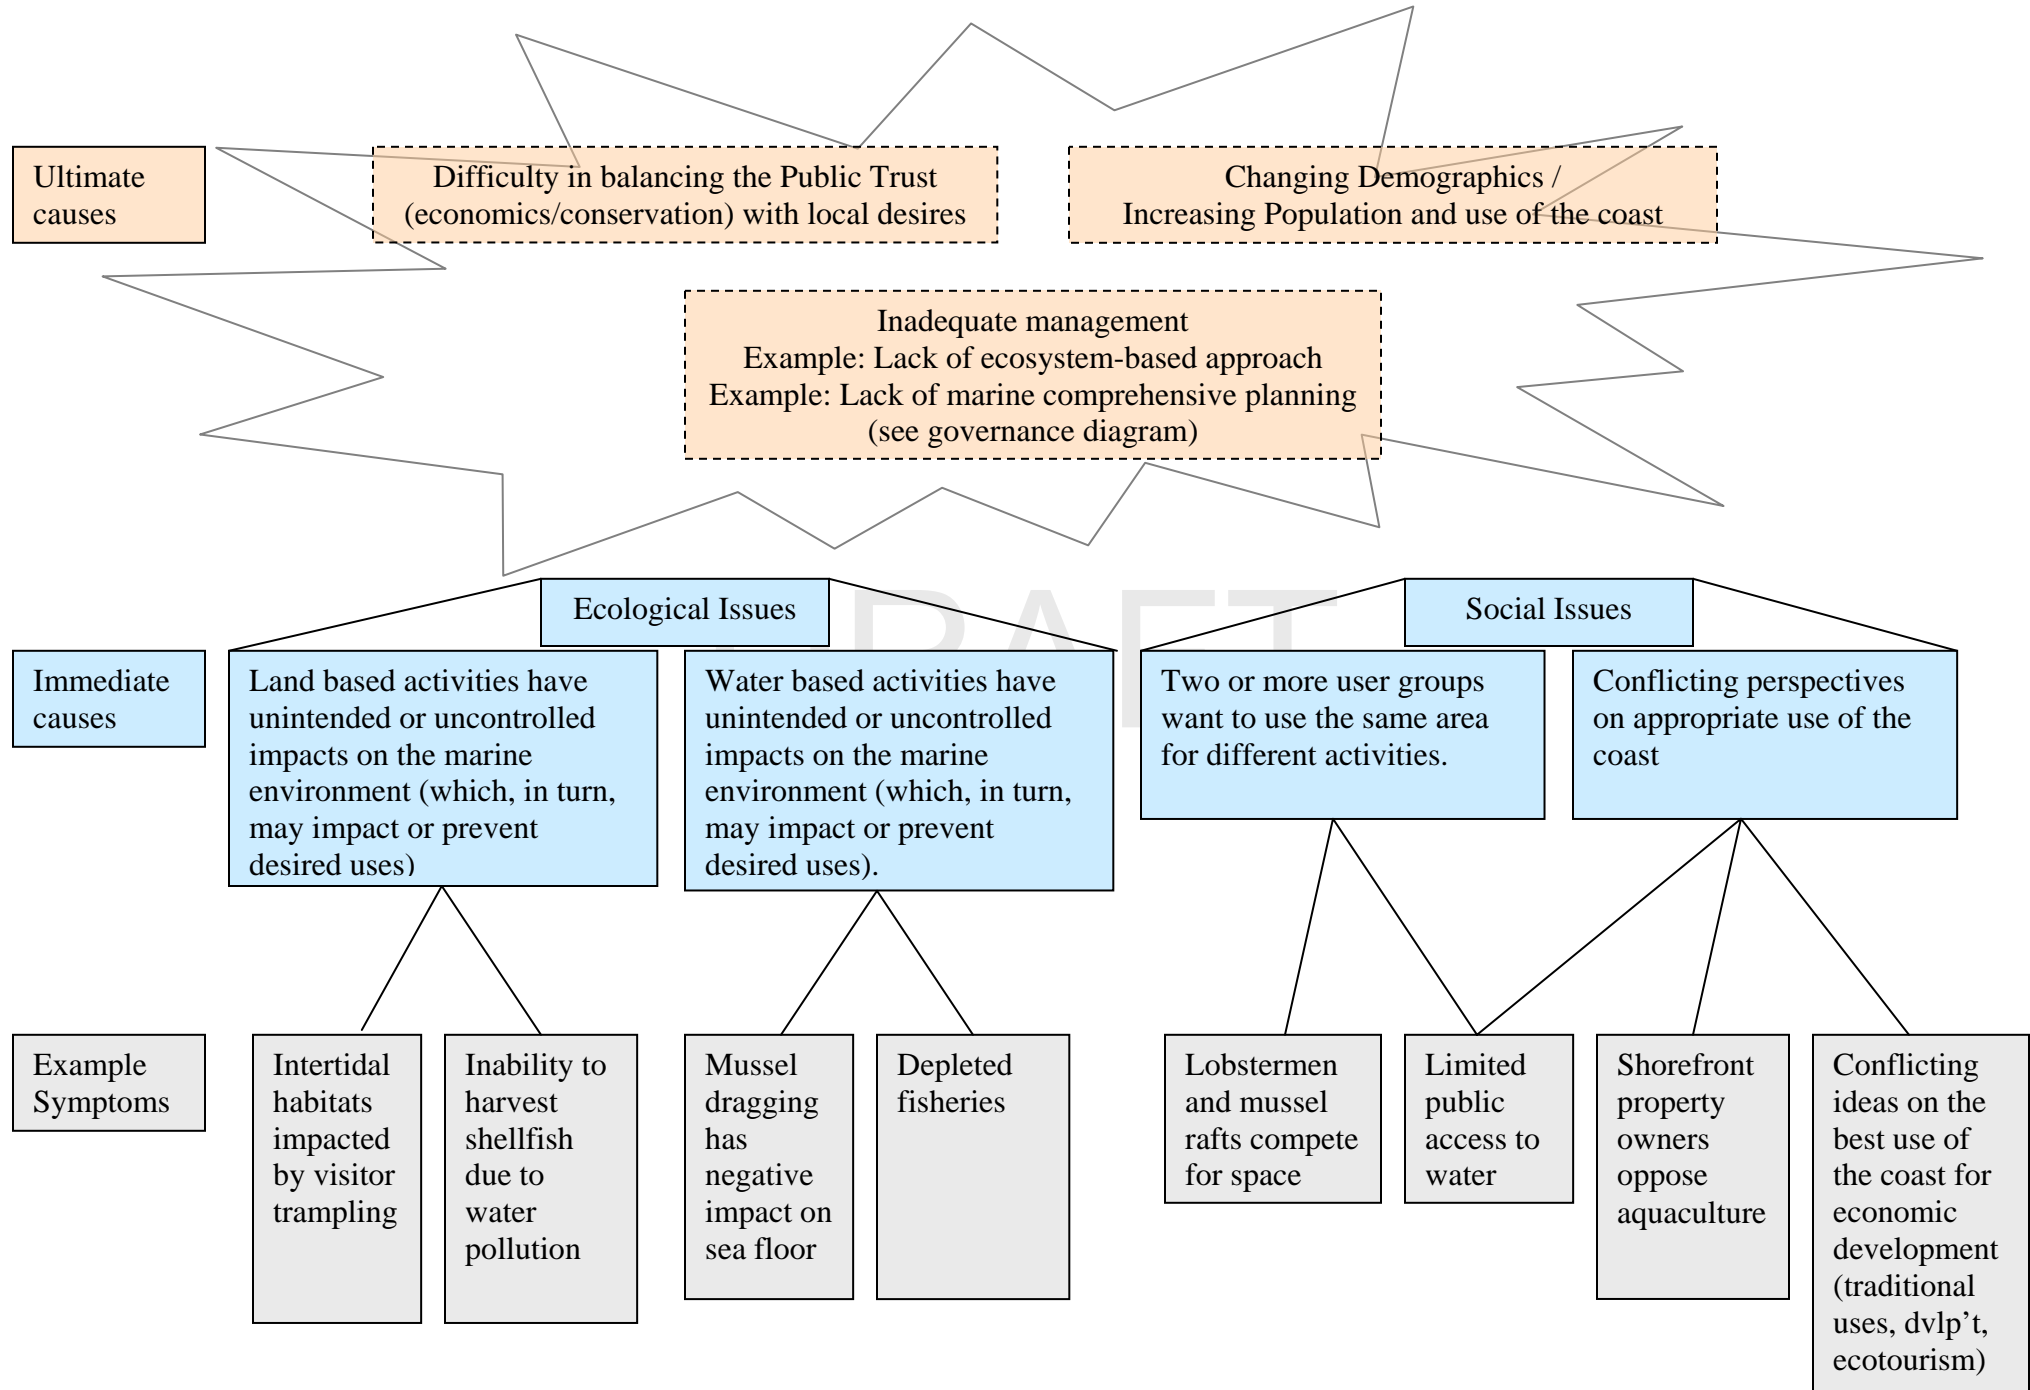 Ultimate
causes
Difficulty in balancing the Public Trust
(economics/conservation) with local desires
Changing Demographics /
Increasing Population and use of the coast
Inadequate management
Example: Lack of ecosystem-based approach
Example: Lack of marine comprehensive planning
(see governance diagram)
DRAFT
Ecological Issues
Social Issues
Immediate
causes
Land based activities have
unintended or uncontrolled
impacts on the marine
environment (which, in turn,
may impact or prevent
desired uses)
Water based activities have
unintended or uncontrolled
impacts on the marine
environment (which, in turn,
may impact or prevent
desired uses).
Two or more user groups
want to use the same area
for different activities.
Conflicting perspectives
on appropriate use of the
coast
Example
Symptoms
Intertidal
habitats
impacted
by visitor
trampling
Inability to
harvest
shellfish
due to
water
pollution
Mussel
dragging
has
negative
impact on
sea floor
Depleted
fisheries
Lobstermen
and mussel
rafts compete
for space
Limited
public
access to
water
Shorefront
property
owners
oppose
aquaculture
Conflicting
ideas on the
best use of
the coast for
economic
development
(traditional
uses, dvlp’t,
ecotourism)